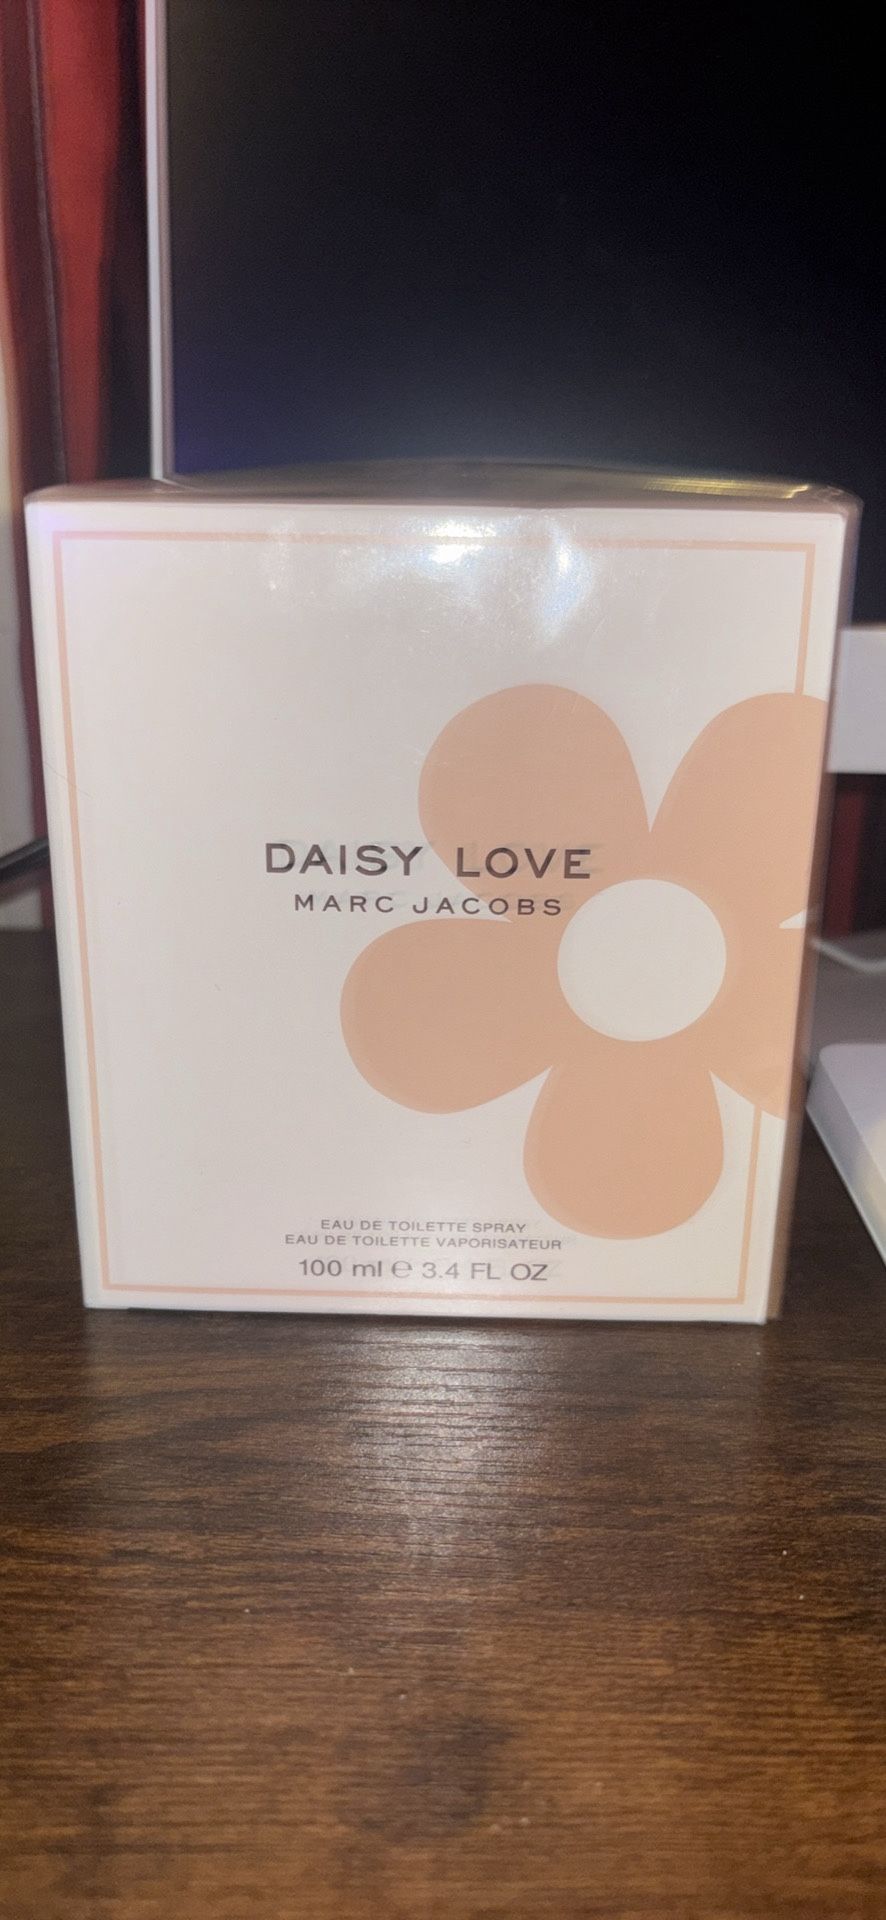 DAISY LOVE
MARC JACOBS
EAU DE TOILETTE SPRAY
EAU DE TOILETTE VAPORISATEUR
100 ml ℮ 3.4 FL OZ